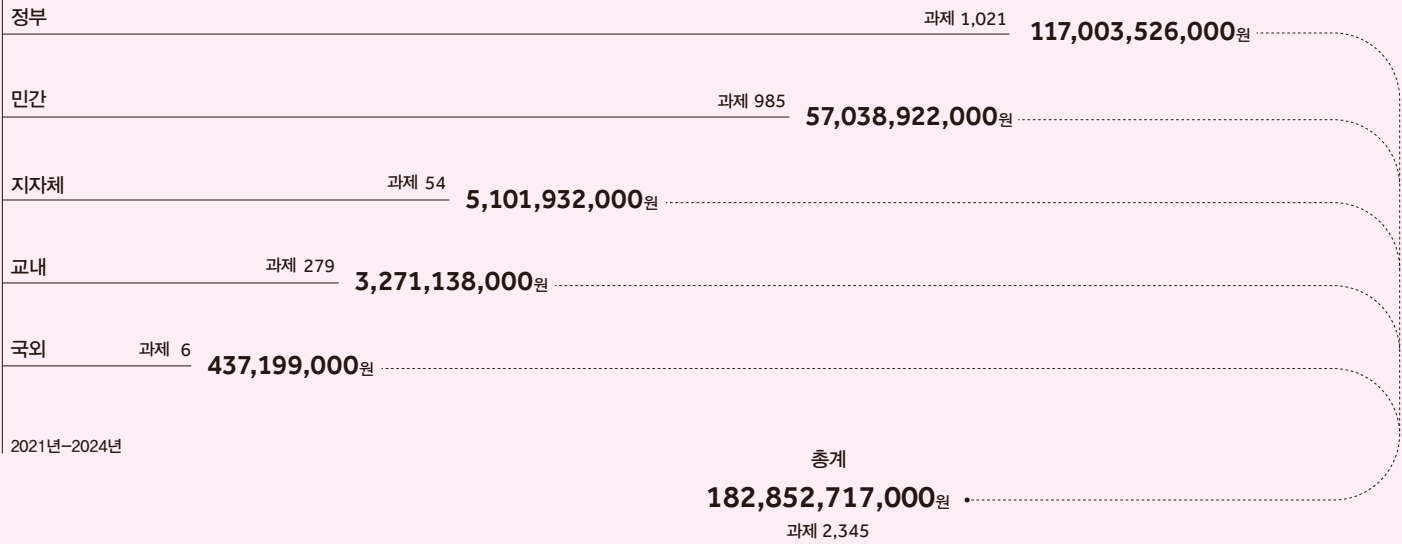 정부 과제 1,021 117,003,526,000원
민간 과제 985 57,038,922,000원
지자체 과제 54 5,101,932,000원
교내 과제 279 3,271,138,000원
국외 과제 6 437,199,000원
2021년–2024년
총계
182,852,717,000원
과제 2,345